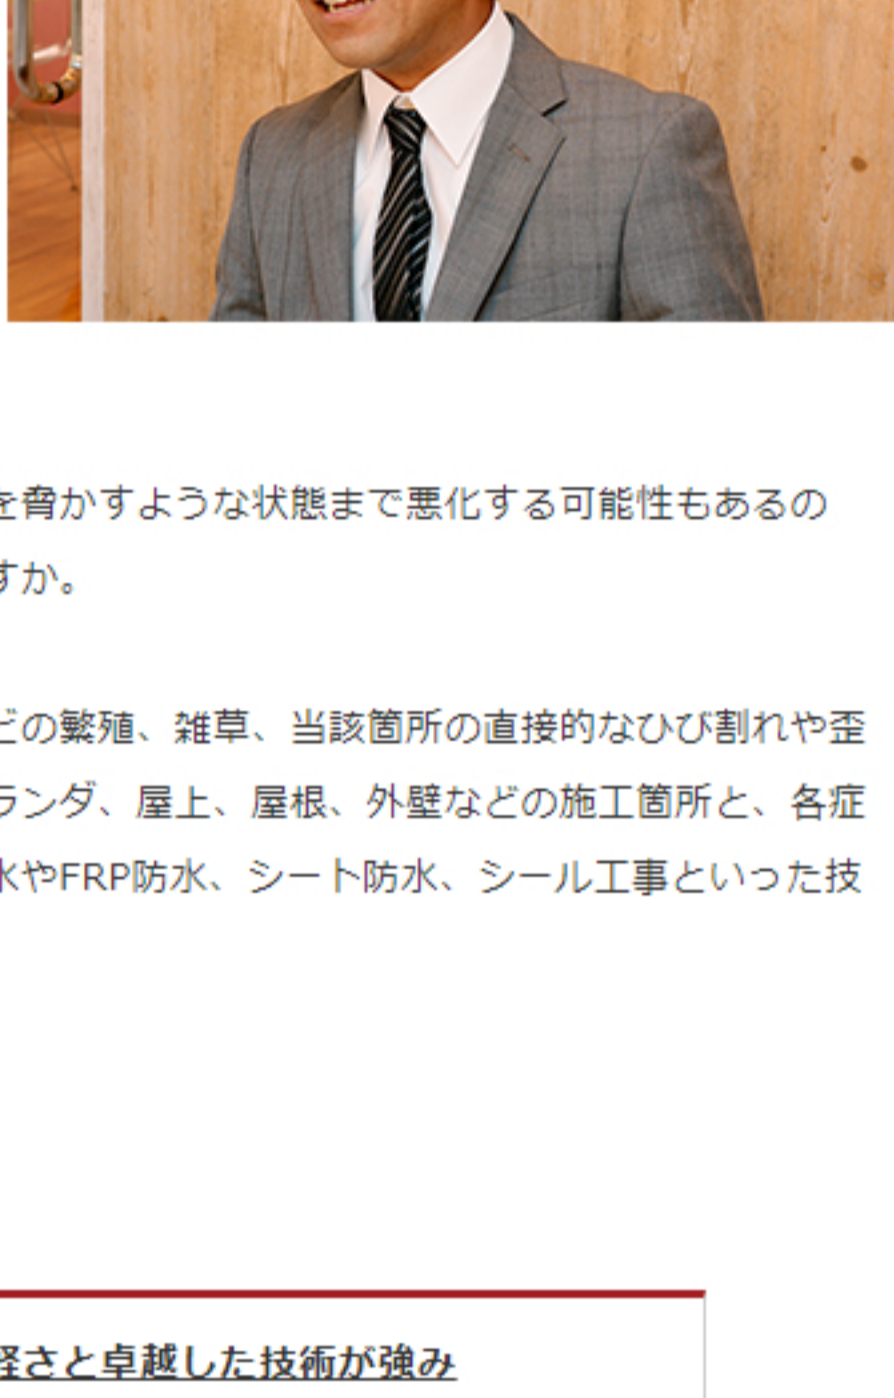 を脅かすような状態まで悪化する可能性もあるの
すか。
どの繁殖、雑草、当該箇所の直接的なひび割れや歪
ランダ、屋上、屋根、外壁などの施工箇所と、各症
水やFRP防水、シート防水、シール工事といった技
軽さと卓越した技術が強み